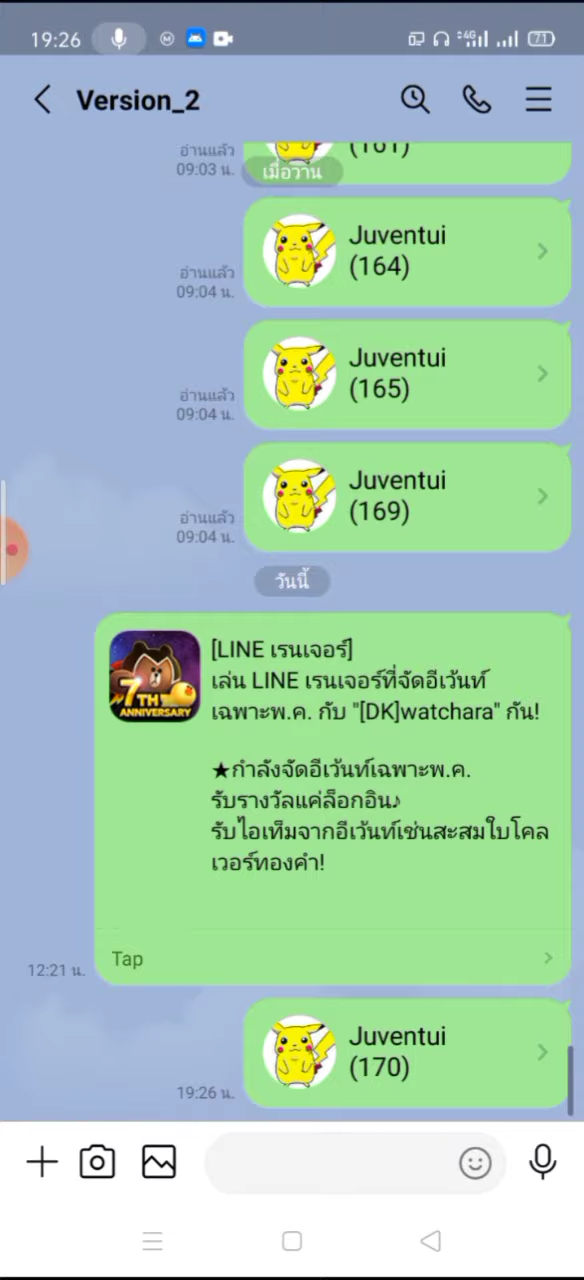 19:26
4G
71
Version_2
อ่านแล้ว
09:03 น.
(161)
เมื่อวาน
Juventui
(164)
อ่านแล้ว
09:04 น.
Juventui
(165)
อ่านแล้ว
09:04 น.
Juventui
(169)
อ่านแล้ว
09:04 น.
วันนี้
7TH
ANNIVERSARY
[LINE เรนเจอร์]
เล่น LINE เรนเจอร์ที่จัดอีเว้นท์
เฉพาะพ.ค. กับ "[DK]watchara" กัน!
★กำลังจัดอีเว้นท์เฉพาะพ.ค.
รับรางวัลแค่ล็อกอิน♪
รับไอเท็มจากอีเว้นท์เช่นสะสมใบโคล
เวอร์ทองคำ!
Tap
12:21 น.
Juventui
(170)
19:26 น.